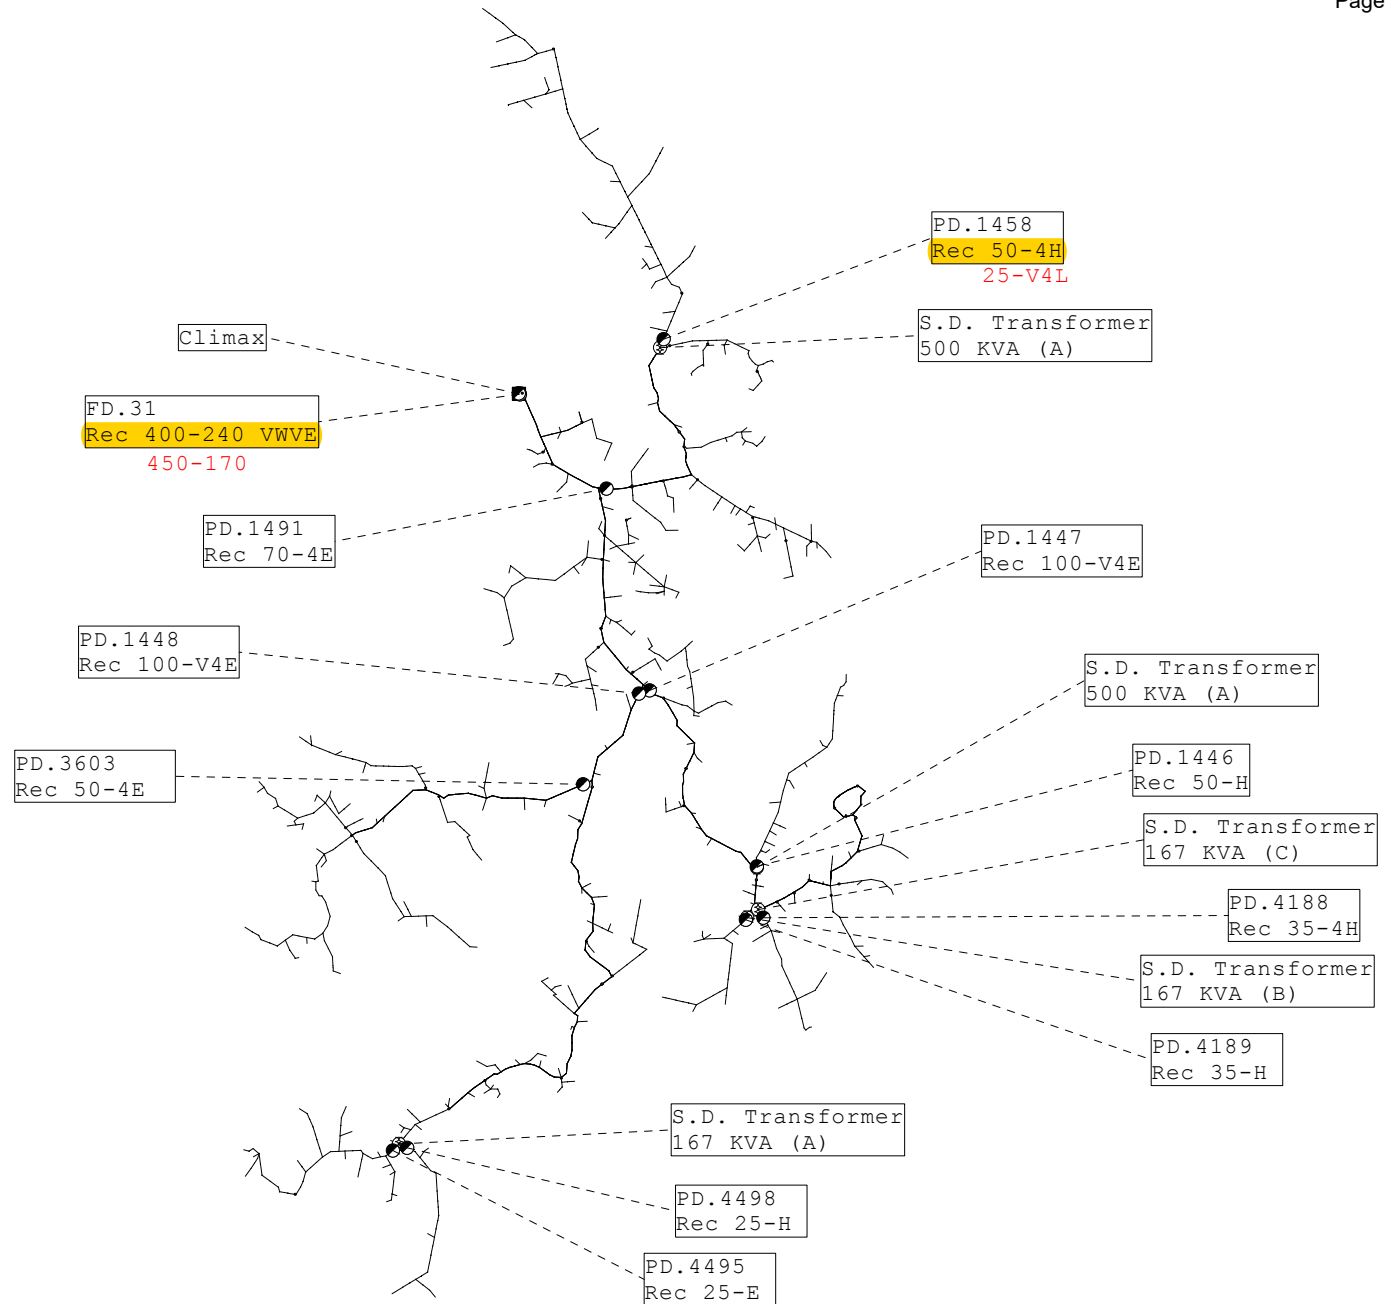 Page
PD.1458
Rec 50-4H
25-V4L
S.D. Transformer
500 KVA (A)
Climax
FD.31
Rec 400-240 VWVE
450-170
PD.1491
Rec 70-4E
PD.1447
Rec 100-V4E
PD.1448
Rec 100-V4E
S.D. Transformer
500 KVA (A)
PD.3603
Rec 50-4E
PD.1446
Rec 50-H
S.D. Transformer
167 KVA (C)
PD.4188
Rec 35-4H
S.D. Transformer
167 KVA (B)
PD.4189
Rec 35-H
S.D. Transformer
167 KVA (A)
PD.4498
Rec 25-H
PD.4495
Rec 25-E